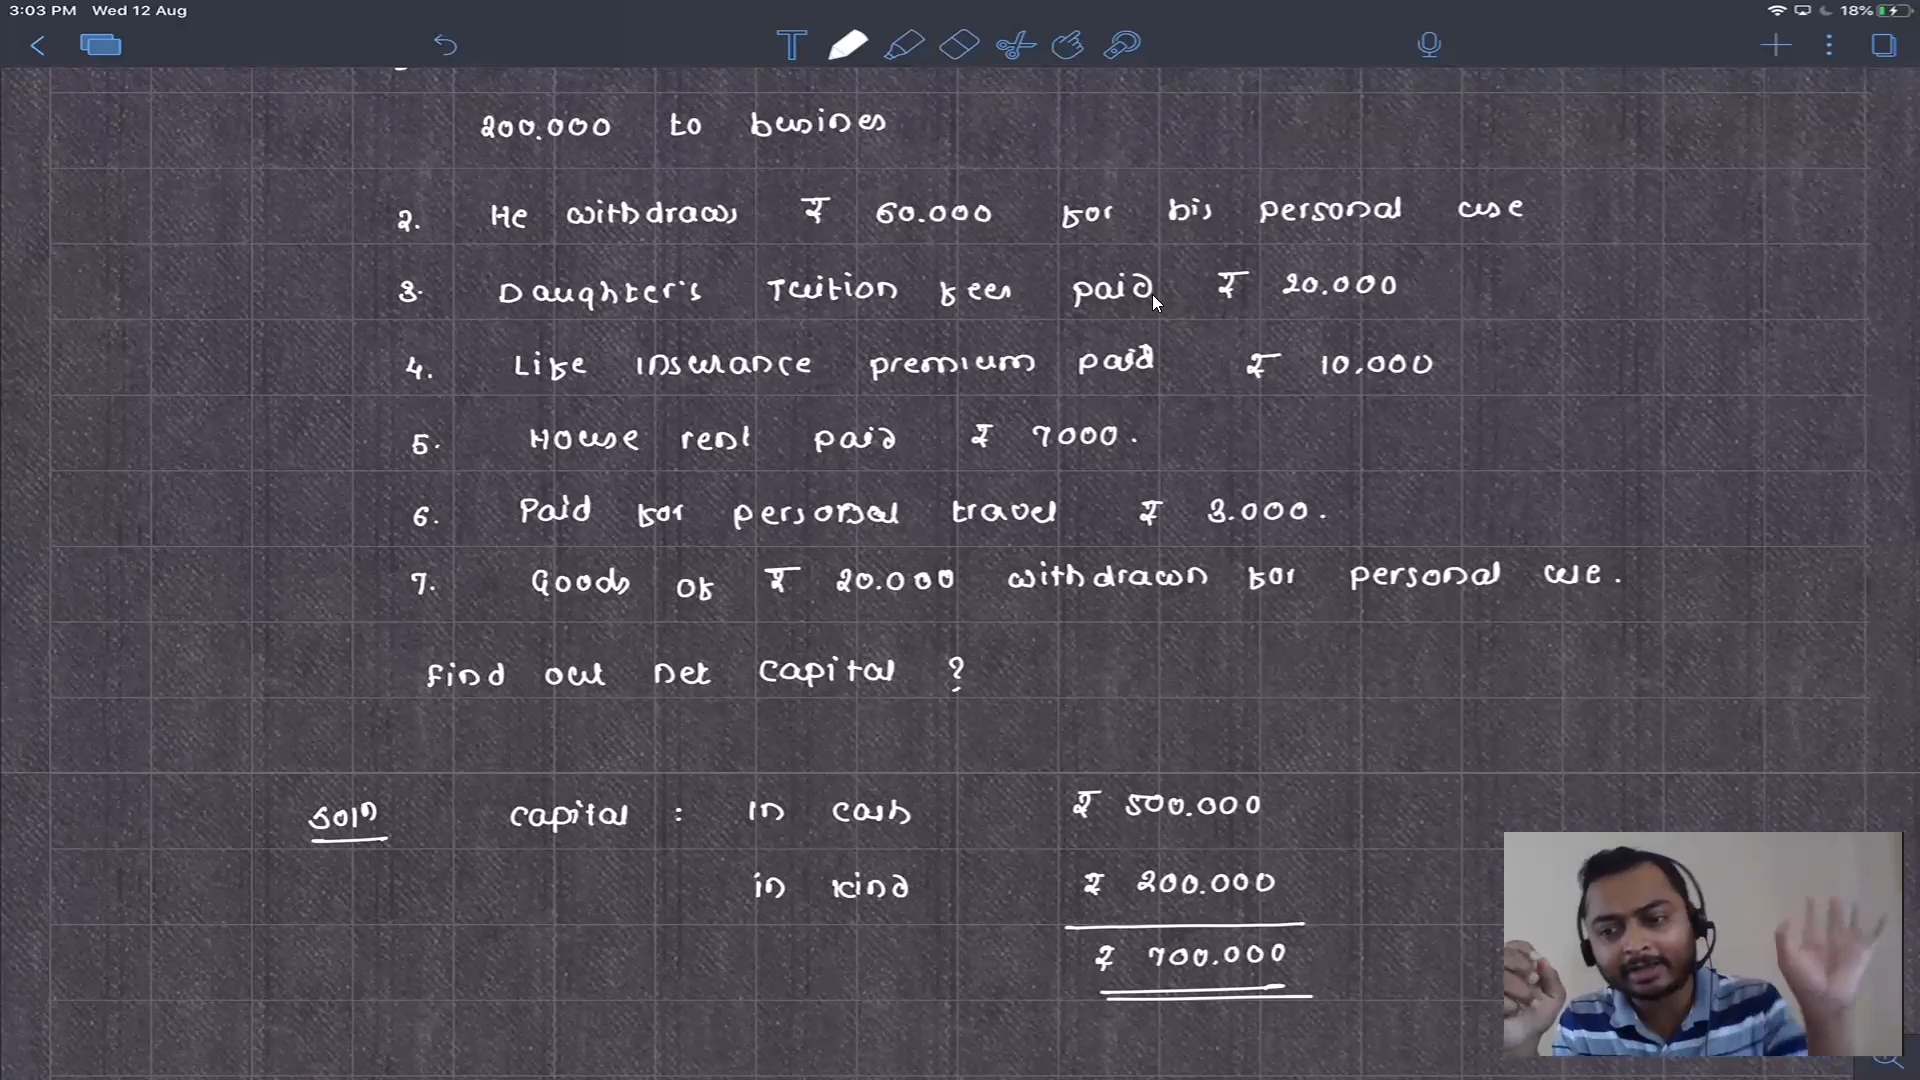 3:03 PM Wed 12 Aug 18%
200.000 to busines
2. He withdraws ₹ 60.000 for his personal use
3. Daughter's Tuition fees paid ₹ 20.000
4. Life insurance premium paid ₹ 10.000
5. House rent paid ₹ 7000.
6. Paid for personal travel ₹ 3.000.
7. Goods of ₹ 20.000 withdrawn for personal use.
Find out net capital ?
Solⁿ capital : in cash ₹ 500.000
in kind ₹ 200.000
₹ 700.000